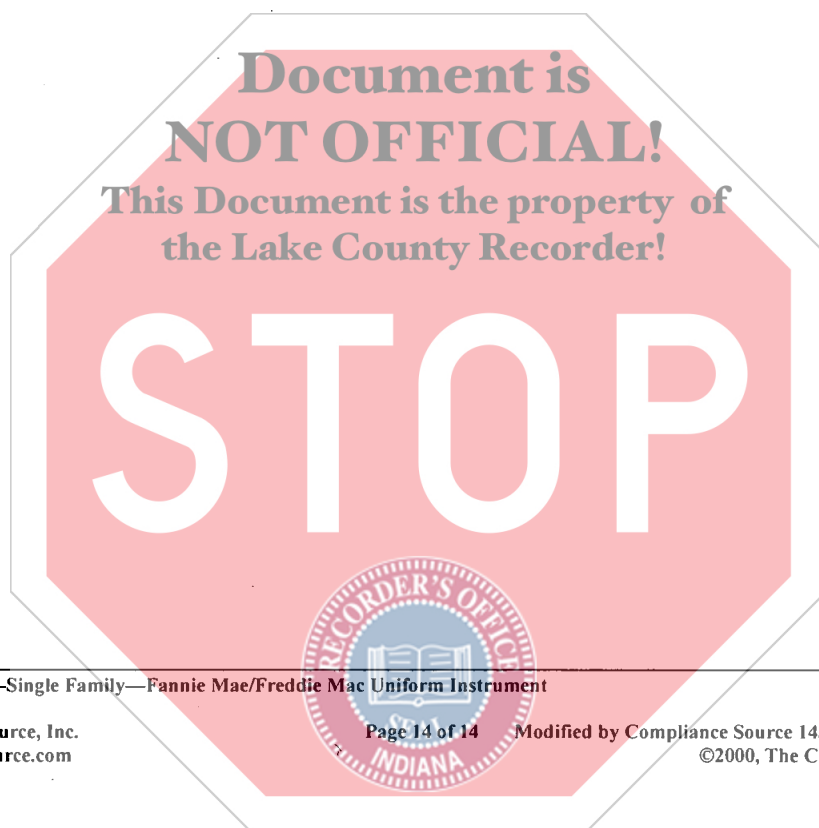 Document is
NOT OFFICIAL!
This Document is the property of
the Lake County Recorder!
STOP
RECORDER'S OFFICE
SEAL
INDIANA
-Single Family—Fannie Mae/Freddie Mac Uniform Instrument
urce, Inc. Page 14 of 14 Modified by Compliance Source 14
rce.com ©2000, The C